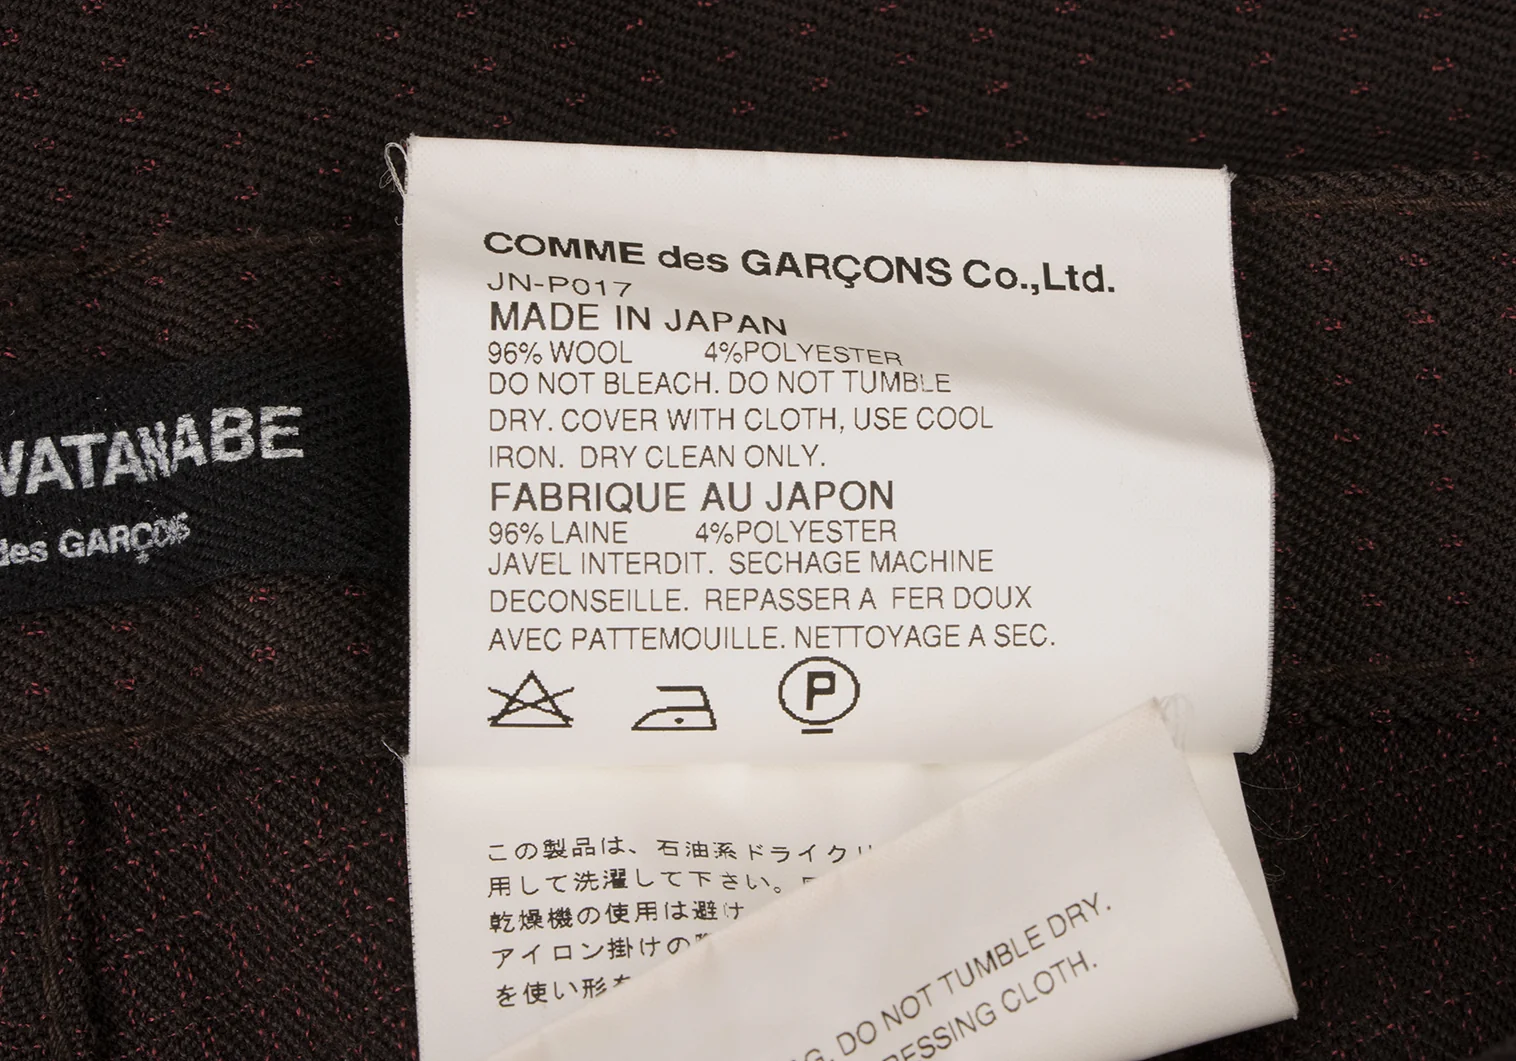 COMME des GARÇONS Co.,Ltd.
JN-P017
MADE IN JAPAN
96% WOOL 4%POLYESTER
DO NOT BLEACH. DO NOT TUMBLE
DRY. COVER WITH CLOTH, USE COOL
IRON. DRY CLEAN ONLY.
FABRIQUE AU JAPON
96% LAINE 4%POLYESTER
JAVEL INTERDIT. SECHAGE MACHINE
DECONSEILLE. REPASSER A FER DOUX
AVEC PATTEMOUILLE. NETTOYAGE A SEC.
P
WATANABE
des GARÇONS
この製品は、石油系ドライク
用して洗濯して下さい。
乾燥機の使用は避け
アイロン掛けの
を使い形
DO NOT TUMBLE DRY.
CLOTH.